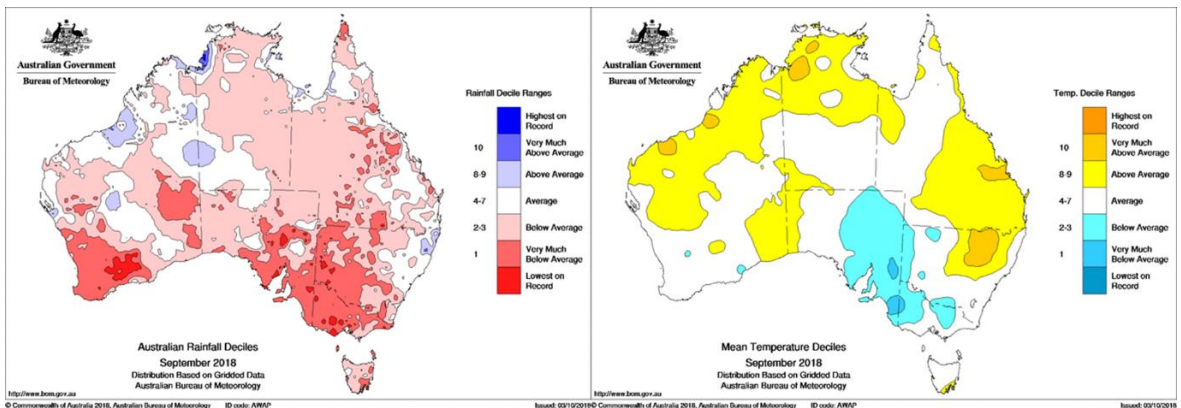 Australian Government
Bureau of Meteorology
Rainfall Decile Ranges
Highest on
Record
10
Very Much
Above Average
8-9
Above Average
4-7
Average
2-3
Below Average
1
Very Much
Below Average
Lowest on
Record
Australian Rainfall Deciles
September 2018
Distribution Based on Gridded Data
Australian Bureau of Meteorology
http://www.bom.gov.au
© Commonwealth of Australia 2018, Australian Bureau of Meteorology ID code: AWAP Issued: 03/10/2018
Australian Government
Bureau of Meteorology
Temp. Decile Ranges
Highest on
Record
10
Very Much
Above Average
8-9
Above Average
4-7
Average
2-3
Below Average
1
Very Much
Below Average
Lowest on
Record
Mean Temperature Deciles
September 2018
Distribution Based on Gridded Data
Australian Bureau of Meteorology
http://www.bom.gov.au
© Commonwealth of Australia 2018, Australian Bureau of Meteorology ID code: AWAP Issued: 03/10/2018